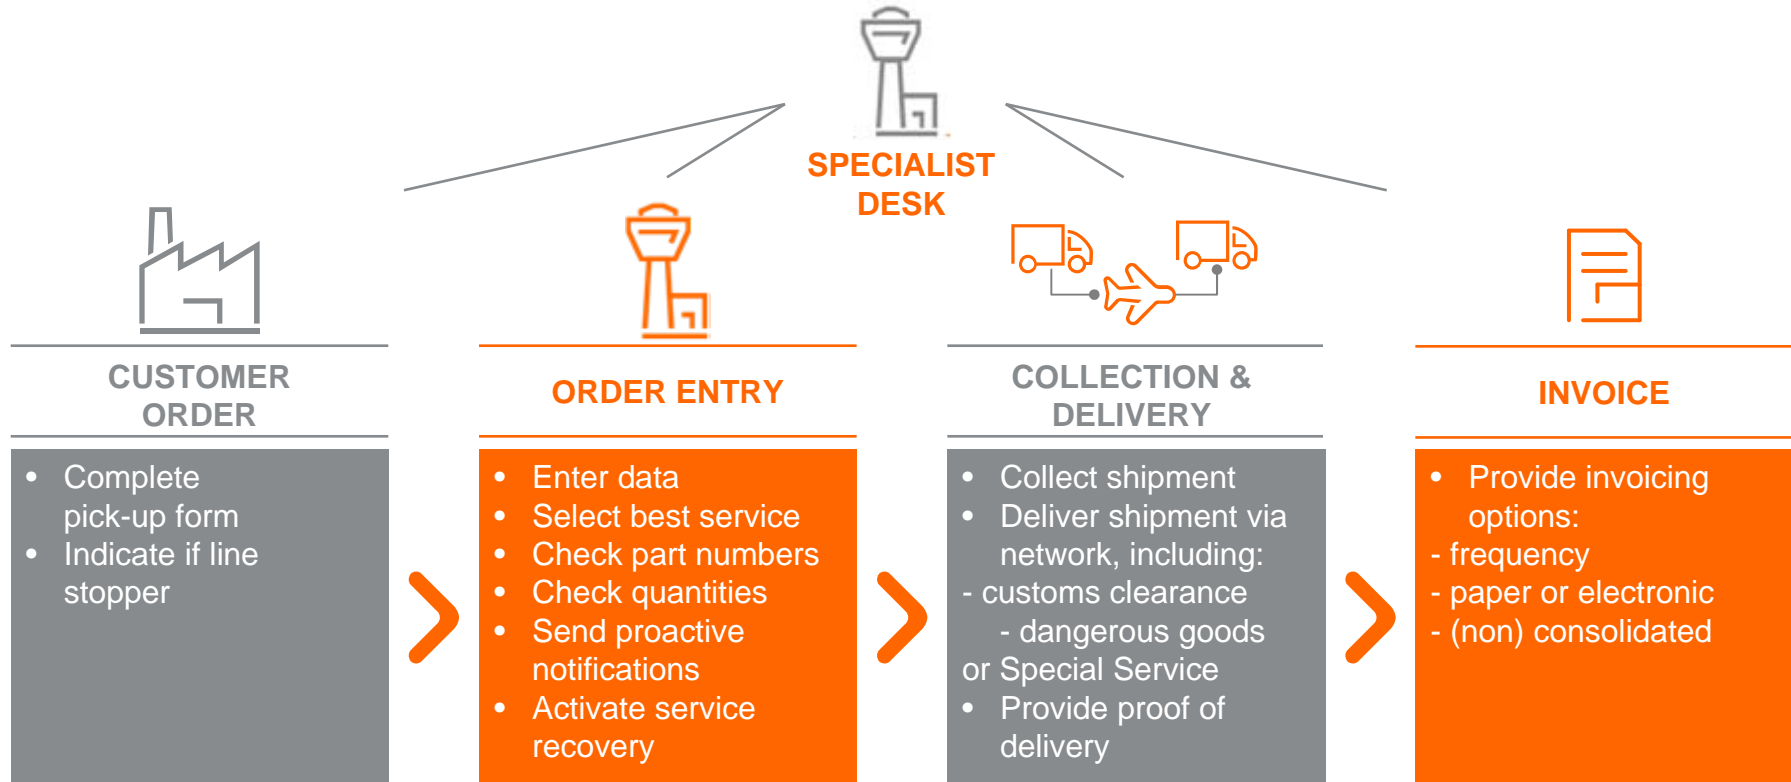 SPECIALIST
DESK
CUSTOMER
ORDER
• Complete
pick-up form
• Indicate if line
stopper
ORDER ENTRY
• Enter data
• Select best service
• Check part numbers
• Check quantities
• Send proactive
notifications
• Activate service
recovery
COLLECTION &
DELIVERY
• Collect shipment
• Deliver shipment via
network, including:
- customs clearance
- dangerous goods
or Special Service
• Provide proof of
delivery
INVOICE
• Provide invoicing
options:
- frequency
- paper or electronic
- (non) consolidated